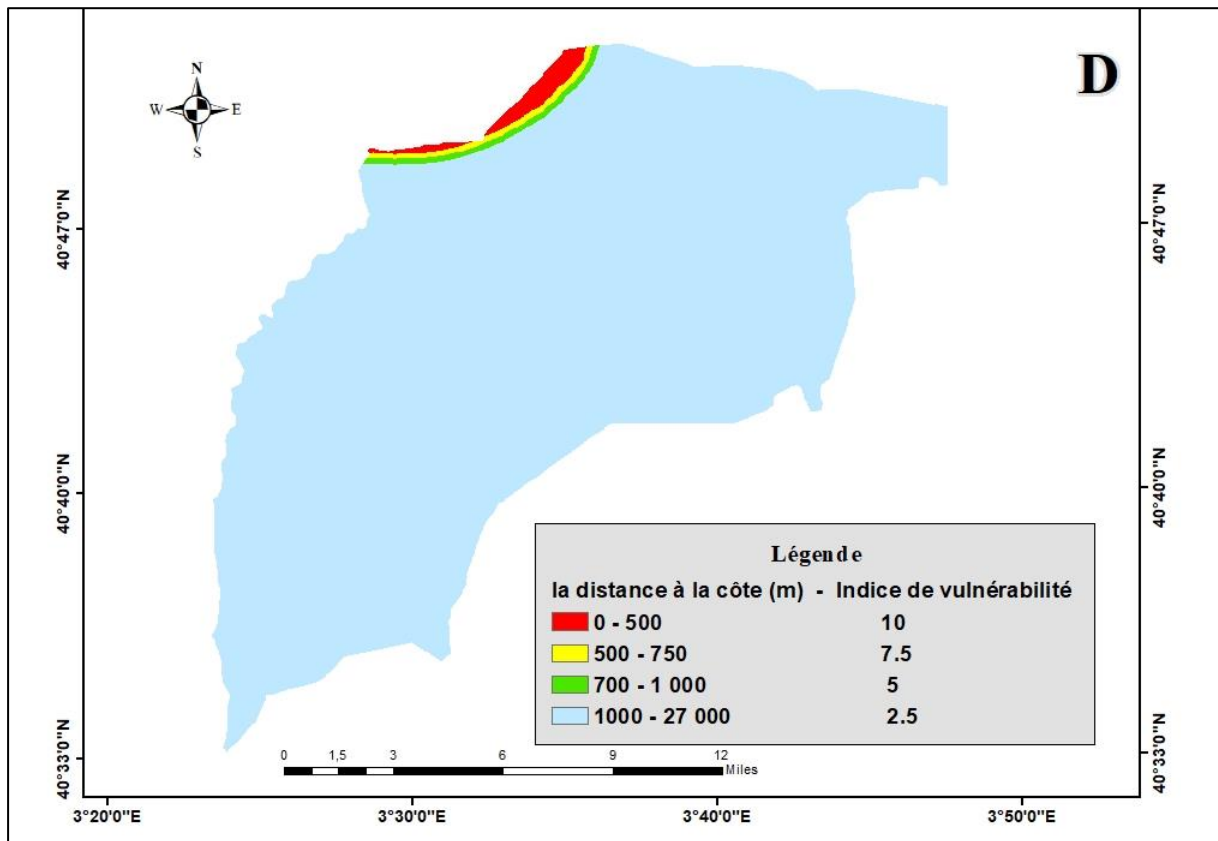 D
N
W E
S
40°47'0"N
40°47'0"N
40°40'0"N
40°40'0"N
Légende
la distance à la côte (m) - Indice de vulnérabilité
0 - 500 10
500 - 750 7.5
700 - 1 000 5
1000 - 27 000 2.5
40°33'0"N
40°33'0"N
0 1,5 3 6 9 12
Miles
3°20'0"E 3°30'0"E 3°40'0"E 3°50'0"E